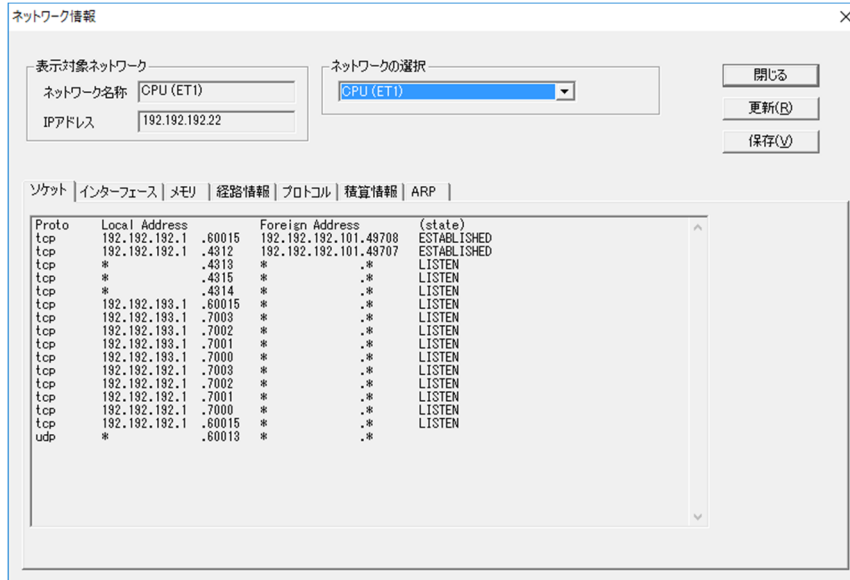 ネットワーク情報
表示対象ネットワーク
ネットワーク名称 CPU (ET1)
IPアドレス 192.192.192.22
ネットワークの選択
CPU (ET1)
閉じる
更新(R)
保存(V)
ソケット インターフェース メモリ 経路情報 プロトコル 積算情報 ARP
Proto Local Address Foreign Address (state)
tcp 192.192.192.1 .60015 192.192.192.101.49708 ESTABLISHED
tcp 192.192.192.1 .4312 192.192.192.101.49707 ESTABLISHED
tcp * .4313 * .* LISTEN
tcp * .4315 * .* LISTEN
tcp * .4314 * .* LISTEN
tcp 192.192.193.1 .60015 * .* LISTEN
tcp 192.192.193.1 .7003 * .* LISTEN
tcp 192.192.193.1 .7002 * .* LISTEN
tcp 192.192.193.1 .7001 * .* LISTEN
tcp 192.192.193.1 .7000 * .* LISTEN
tcp 192.192.192.1 .7003 * .* LISTEN
tcp 192.192.192.1 .7002 * .* LISTEN
tcp 192.192.192.1 .7001 * .* LISTEN
tcp 192.192.192.1 .7000 * .* LISTEN
tcp 192.192.192.1 .60015 * .* LISTEN
udp * .60013 * .*